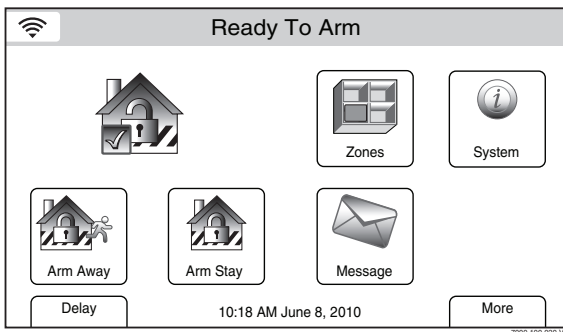 Ready To Arm
Zones
System
Arm Away
Arm Stay
Message
Delay
10:18 AM June 8, 2010
More